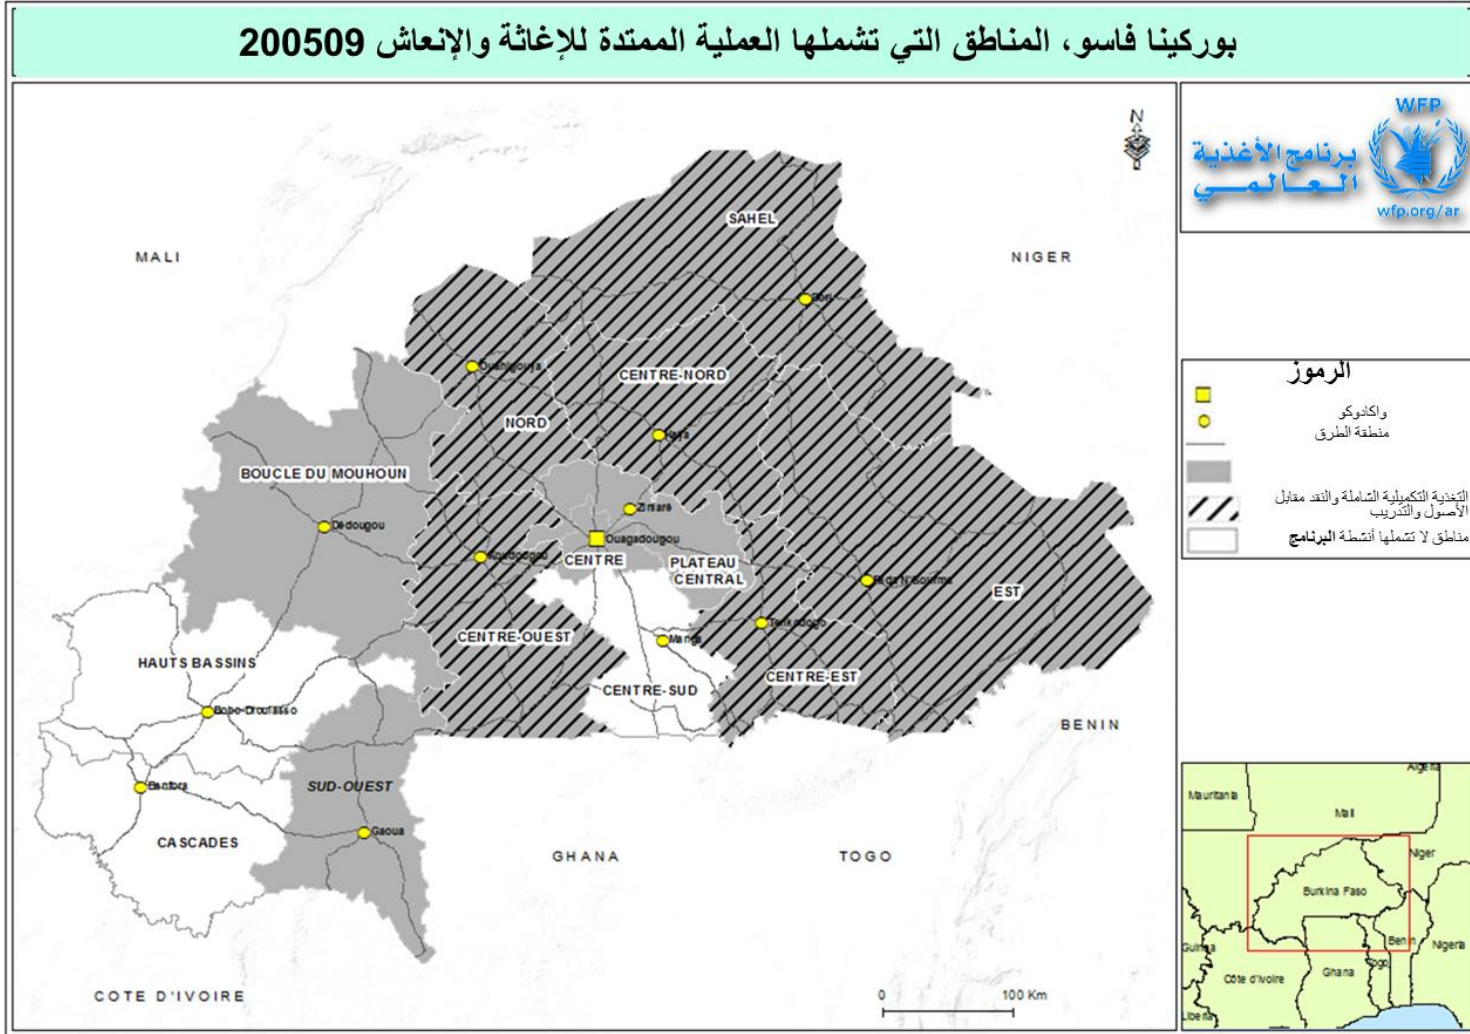 بوركينا فاسو، المناطق التي تشملها العملية الممتدة للإغاثة والإنعاش 200509
WFP
برنامج الأغذية
العالمي
wfp.org/ar
N
SAHEL
MALI
NIGER
Dori
Ouahigouya
CENTRE-NORD
NORD
Kaya
BOUCLE DU MOUHOUN
Ziniaré
Dédougou
Ouagadougou
Koudougou
CENTRE
PLATEAU
CENTRAL
Fada N'Gourma
EST
Tenkodogo
CENTRE-OUEST
Manga
HAUTS BASSINS
CENTRE-EST
CENTRE-SUD
Bobo-Dioulasso
BENIN
Banfora
SUD-OUEST
Gaoua
CASCADES
GHANA
TOGO
COTE D'IVOIRE
0 100 Km
الرموز
واكادوكو
منطقة الطرق
التغذية التكميلية الشاملة والنقد مقابل
الأصول والتدريب
مناطق لا تشملها أنشطة البرنامج
Algeria
Mauritania
Mali
Niger
Burkina Faso
Benin
Nigeria
Guinea
Côte d'Ivoire
Ghana
Togo
Liberia